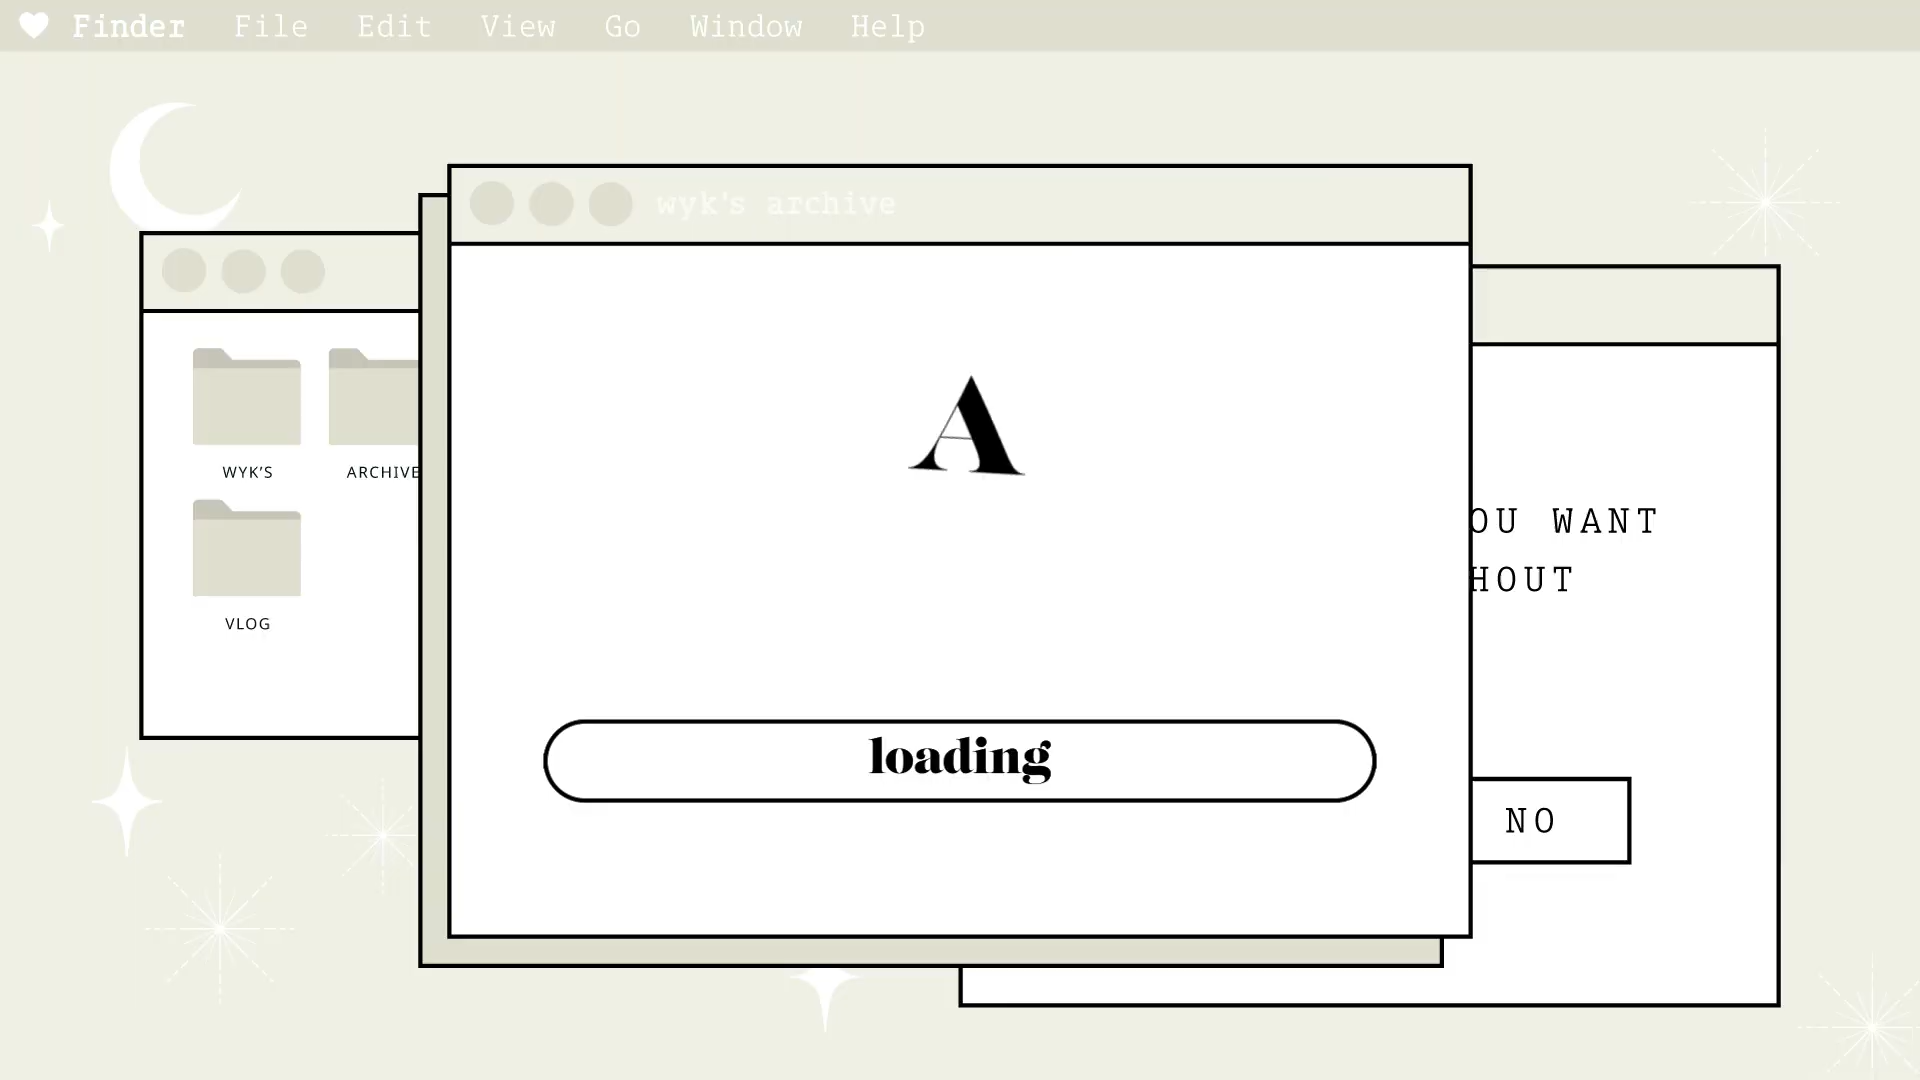 Finder File Edit View Go Window Help
wyk's archive
WYK'S ARCHIVE
VLOG
A
loading
OU WANT
HOUT
NO